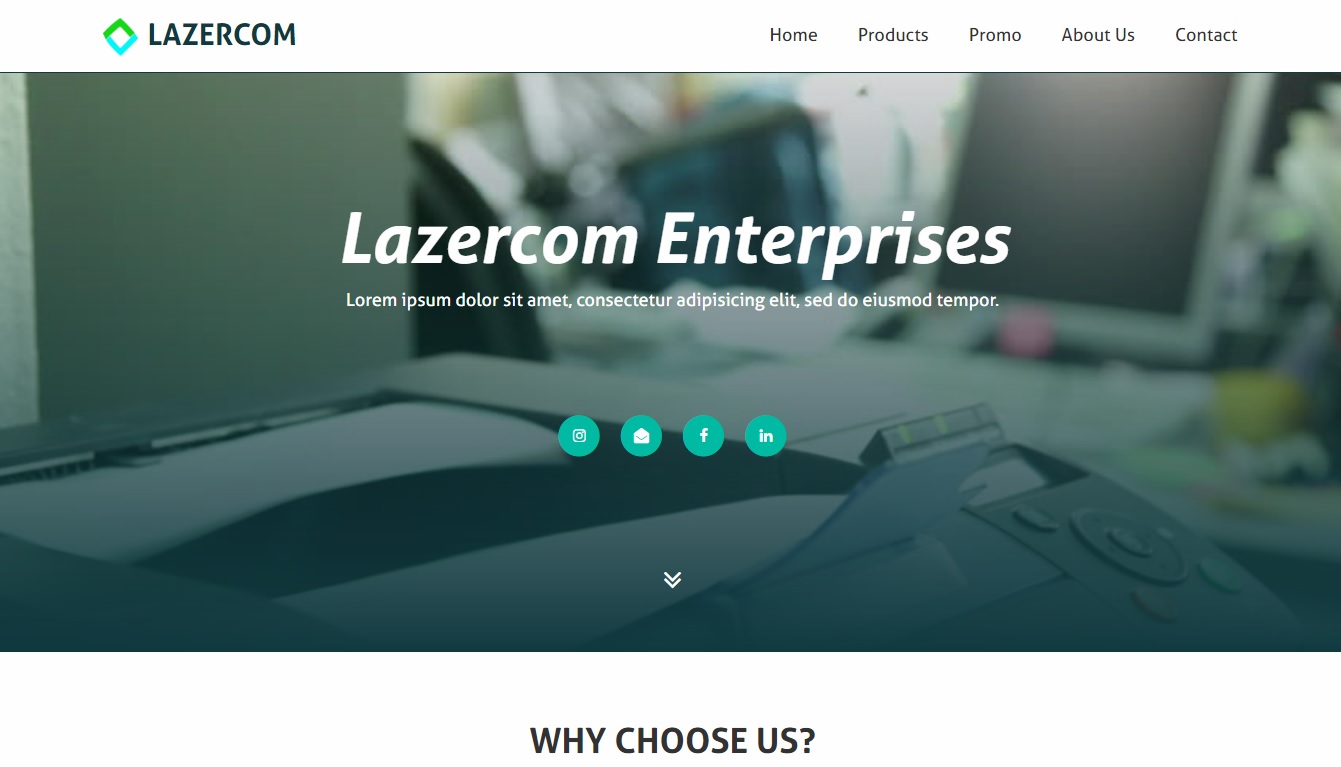 LAZERCOM
Home Products Promo About Us Contact
Lazercom Enterprises
Lorem ipsum dolor sit amet, consectetur adipisicing elit, sed do eiusmod tempor.
WHY CHOOSE US?